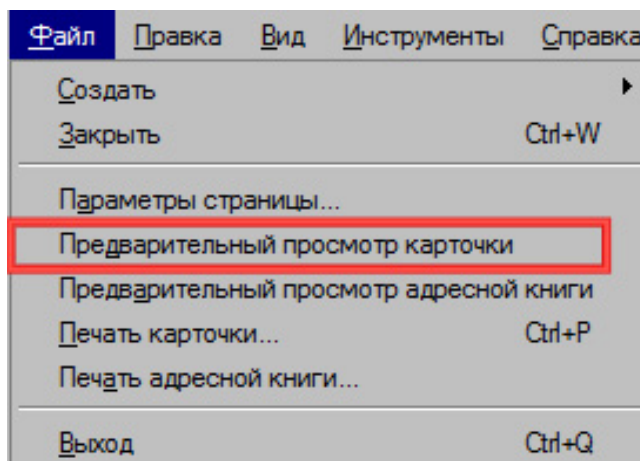 Файл Правка Вид Инструменты Справка
Создать
Закрыть Ctrl+W
Параметры страницы...
Предварительный просмотр карточки
Предварительный просмотр адресной книги
Печать карточки... Ctrl+P
Печать адресной книги...
Выход Ctrl+Q